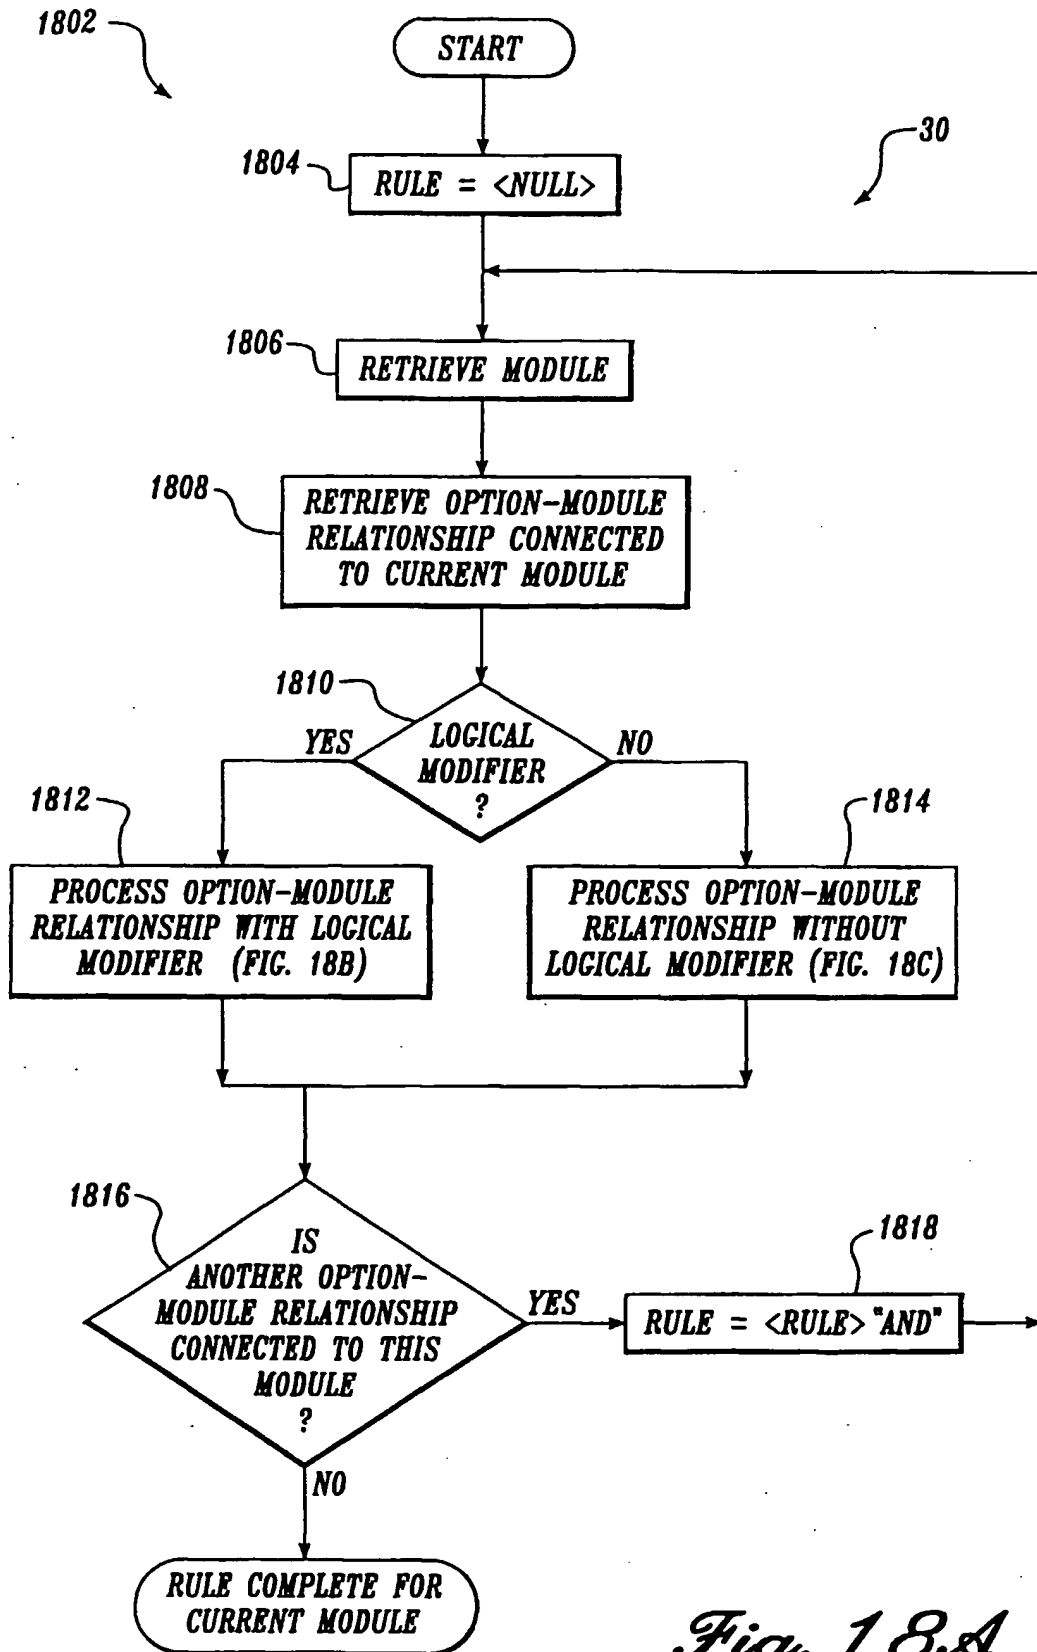 1802
START
30
1804
RULE = <NULL>
1806
RETRIEVE MODULE
1808
RETRIEVE OPTION-MODULE
RELATIONSHIP CONNECTED
TO CURRENT MODULE
1810
YES
LOGICAL
MODIFIER
?
NO
1812
PROCESS OPTION-MODULE
RELATIONSHIP WITH LOGICAL
MODIFIER (FIG. 18B)
1814
PROCESS OPTION-MODULE
RELATIONSHIP WITHOUT
LOGICAL MODIFIER (FIG. 18C)
1816
IS
ANOTHER OPTION-
MODULE RELATIONSHIP
CONNECTED TO THIS
MODULE
?
YES
1818
RULE = <RULE> "AND"
NO
RULE COMPLETE FOR
CURRENT MODULE
Fig. 18A